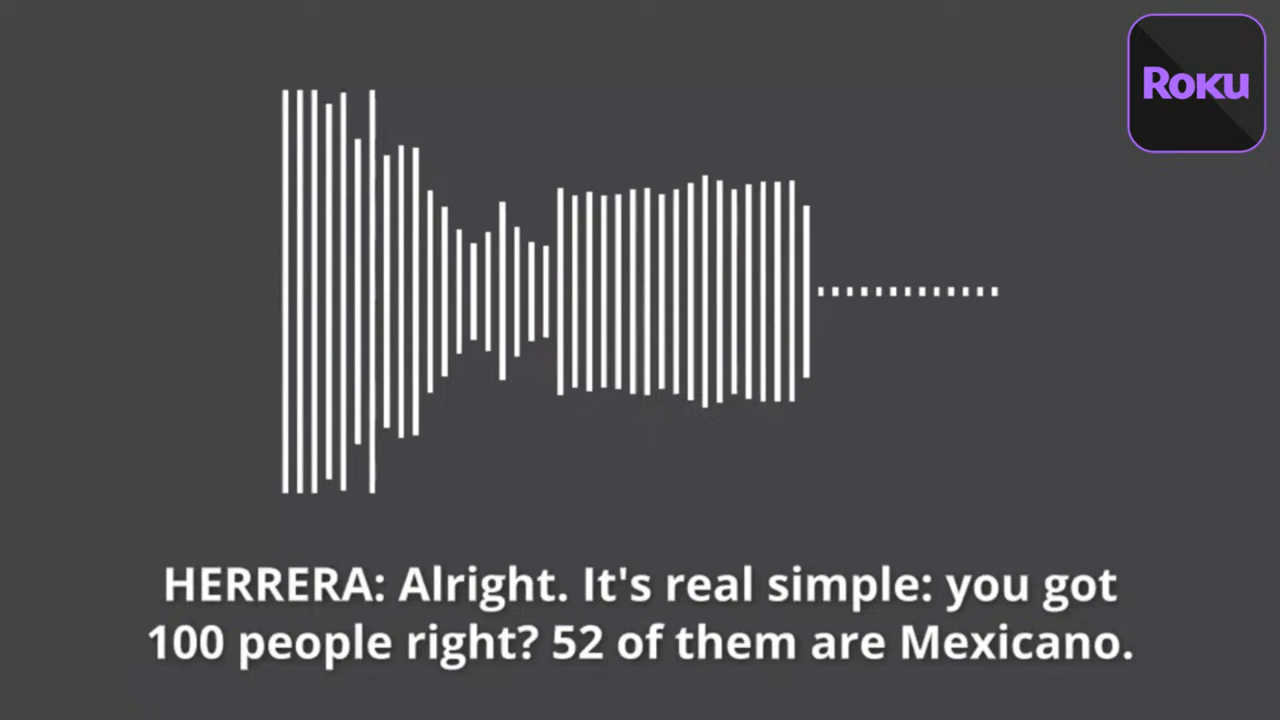 Roku
HERRERA: Alright. It's real simple: you got
100 people right? 52 of them are Mexicano.